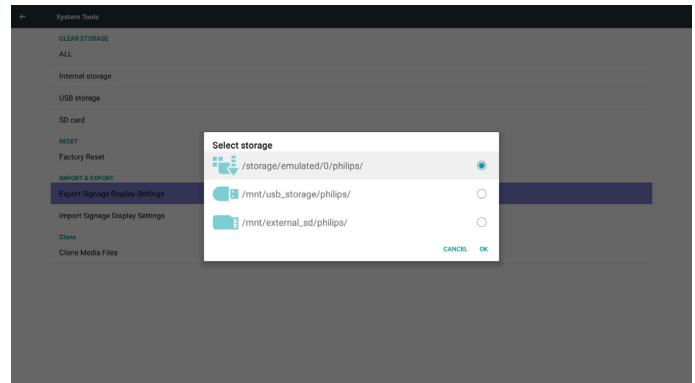 System Tools
CLEAR STORAGE
ALL
Internal storage
USB storage
SD card
RESET
Factory Reset
IMPORT & EXPORT
Export Signage Display Settings
Import Signage Display Settings
Clone
Clone Media Files
Select storage
/storage/emulated/0/philips/
/mnt/usb_storage/philips/
/mnt/external_sd/philips/
CANCEL OK